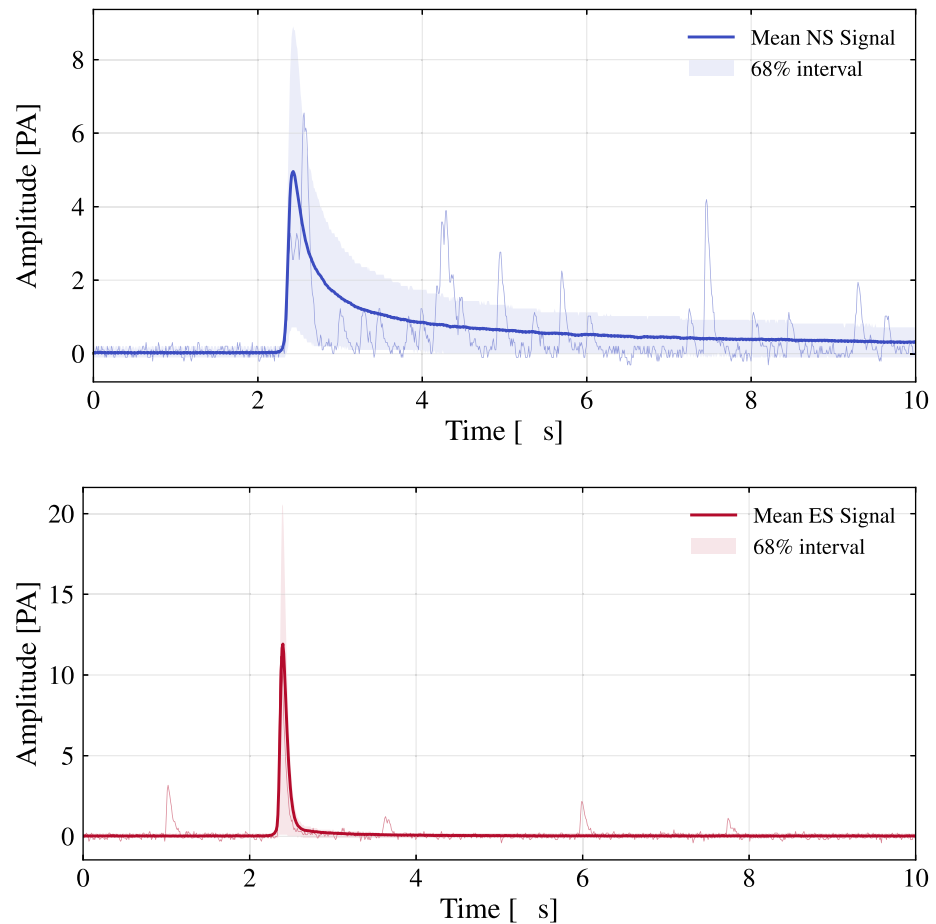 Mean NS Signal
68% interval
Amplitude [PA]
8
6
4
2
0
0 2 4 6 8 10
Time [ s]
Mean ES Signal
68% interval
Amplitude [PA]
20
15
10
5
0
0 2 4 6 8 10
Time [ s]